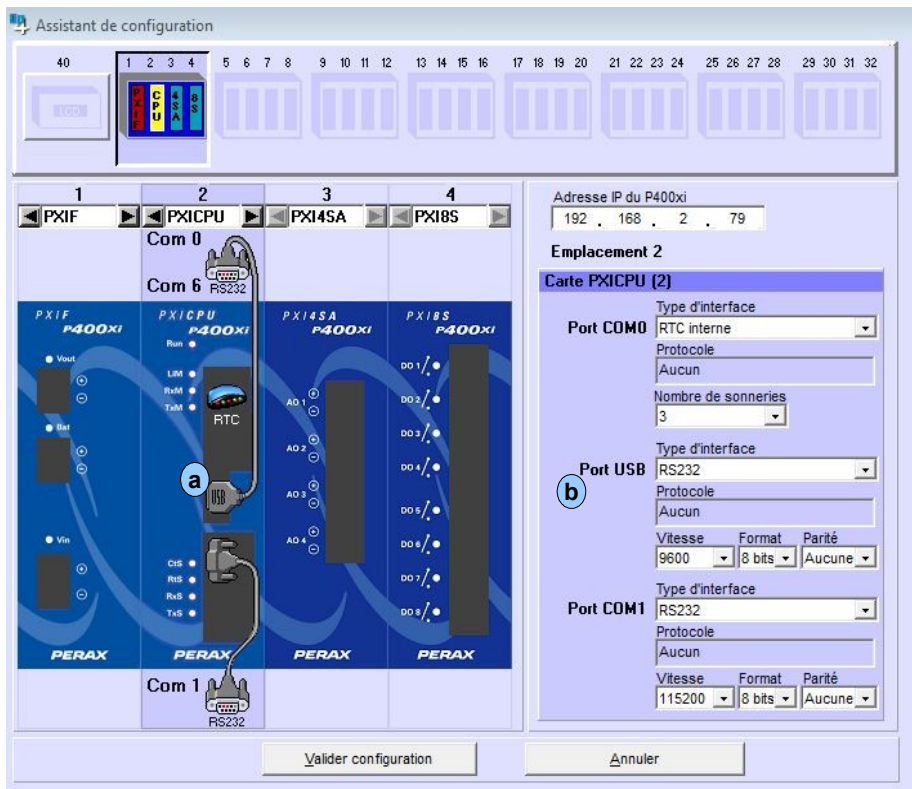 Assistant de configuration
40 1 2 3 4 5 6 7 8 9 10 11 12 13 14 15 16 17 18 19 20 21 22 23 24 25 26 27 28 29 30 31 32
LCD PXIF CPU 4SA 8S
1 2 3 4
PXIF PXICPU PXI4SA PXI8S
Com 0
Com 6 RS232
PXIF
P400XI
Vout
Bat
Vin
PERAX
PXICPU
P400XI
Run
LiM
RxM
TxM
RTC
a
USB
CtS
RtS
RxS
TxS
PERAX
Com 1
RS232
PXI4SA
P400XI
AO 1
AO 2
AO 3
AO 4
PERAX
PXI8S
P400XI
DO 1
DO 2
DO 3
DO 4
DO 5
DO 6
DO 7
DO 8
PERAX
Adresse IP du P400xi
192 . 168 . 2 . 79
Emplacement 2
Carte PXICPU (2)
Type d'interface
Port COM0 RTC interne
Protocole
Aucun
Nombre de sonneries
3
Type d'interface
Port USB RS232
b
Protocole
Aucun
Vitesse Format Parité
9600 8 bits Aucune
Type d'interface
Port COM1 RS232
Protocole
Aucun
Vitesse Format Parité
115200 8 bits Aucune
Valider configuration Annuler